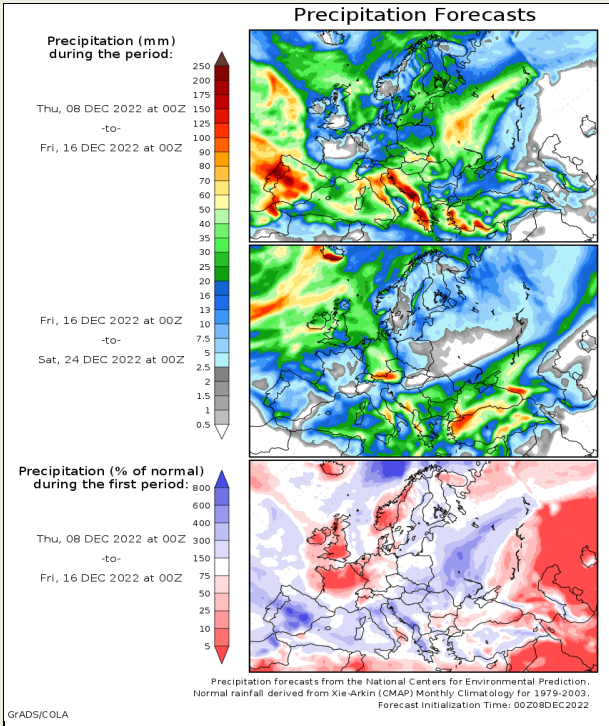 Precipitation Forecasts
Precipitation (mm)
during the period:
Thu, 08 DEC 2022 at 00Z
-to-
Fri, 16 DEC 2022 at 00Z
250
200
175
150
125
100
90
80
70
60
50
40
35
30
25
20
16
13
10
7.5
5
2.5
2
1.5
1
0.5
Fri, 16 DEC 2022 at 00Z
-to-
Sat, 24 DEC 2022 at 00Z
Precipitation (% of normal)
during the first period:
Thu, 08 DEC 2022 at 00Z
-to-
Fri, 16 DEC 2022 at 00Z
800
600
400
300
150
75
50
25
10
5
Precipitation forecasts from the National Centers for Environmental Prediction.
Normal rainfall derived from Xie-Arkin (CMAP) Monthly Climatology for 1979-2003.
Forecast Initialization Time: 00Z08DEC2022
GrADS/COLA